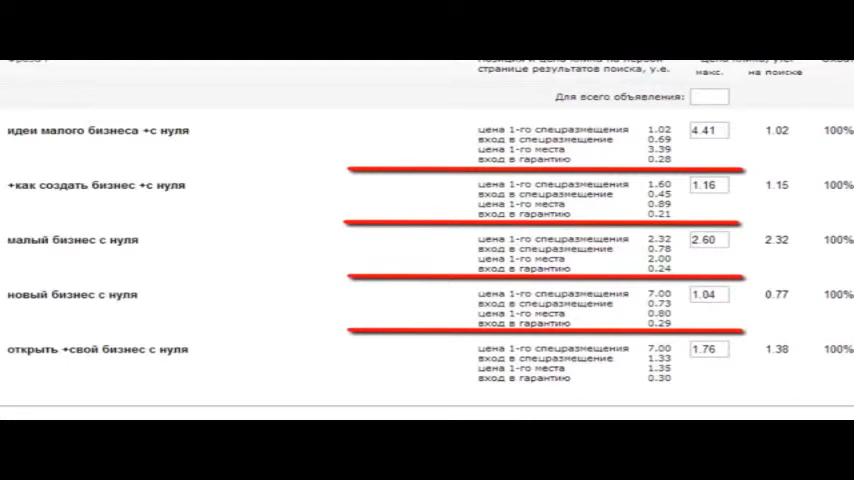 Позиция и цена клика на первой
странице результатов поиска, у.е.
макс. на поиске
Для всего объявления:
идеи малого бизнеса +с нуля
цена 1-го спецразмещения 1.02 4.41 1.02 100%
вход в спецразмещение 0.69
цена 1-го места 3.39
вход в гарантию 0.28
+как создать бизнес +с нуля
цена 1-го спецразмещения 1.60 1.16 1.15 100%
вход в спецразмещение 0.45
цена 1-го места 0.89
вход в гарантию 0.21
малый бизнес с нуля
цена 1-го спецразмещения 2.32 2.60 2.32 100%
вход в спецразмещение 0.78
цена 1-го места 2.00
вход в гарантию 0.24
новый бизнес с нуля
цена 1-го спецразмещения 7.00 1.04 0.77 100%
вход в спецразмещение 0.73
цена 1-го места 0.80
вход в гарантию 0.29
открыть +свой бизнес с нуля
цена 1-го спецразмещения 7.00 1.76 1.38 100%
вход в спецразмещение 1.33
цена 1-го места 1.35
вход в гарантию 0.30